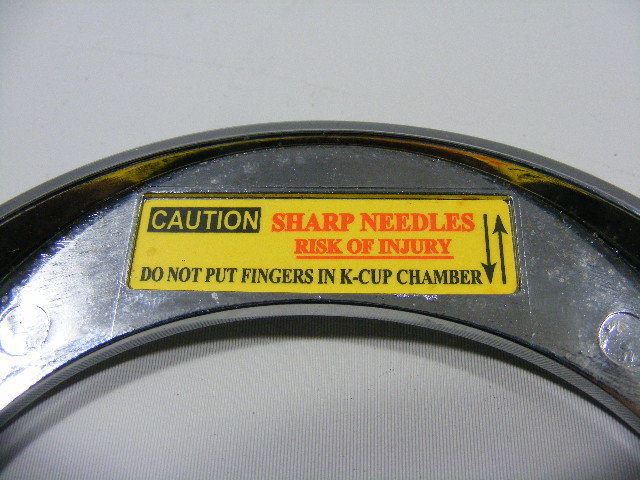 CAUTION SHARP NEEDLES
RISK OF INJURY
DO NOT PUT FINGERS IN K-CUP CHAMBER